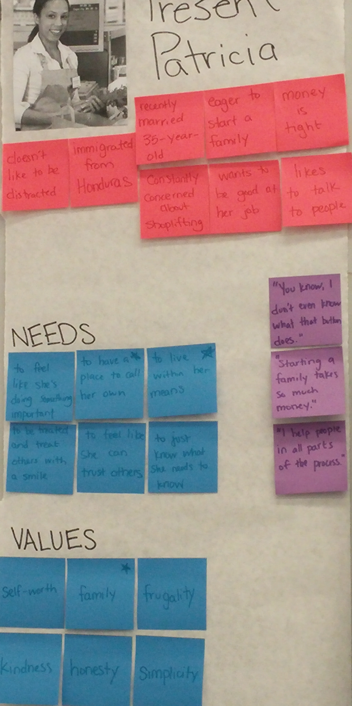 Present
Patricia
recently
married
35-year-
old
eager to
start a
family
money
is
tight
doesn't
like to be
distracted
immigrated
from
Honduras
Constantly
concerned
about
Shoplifting
wants to
be good at
her job
likes
to talk
to people
"You know, I
don't even know
what that button
does."
"Starting a
family takes
so much
money."
"I help people
in all parts
of the process."
NEEDS
to feel
like she's
doing something
important
to have a
place to call
her own
to live
within her
means
to be treated
and treat
others with
a smile
to feel like
she can
trust others
to just
know what
she needs to
know
VALUES
Self-worth
family
frugality
kindness
honesty
Simplicity